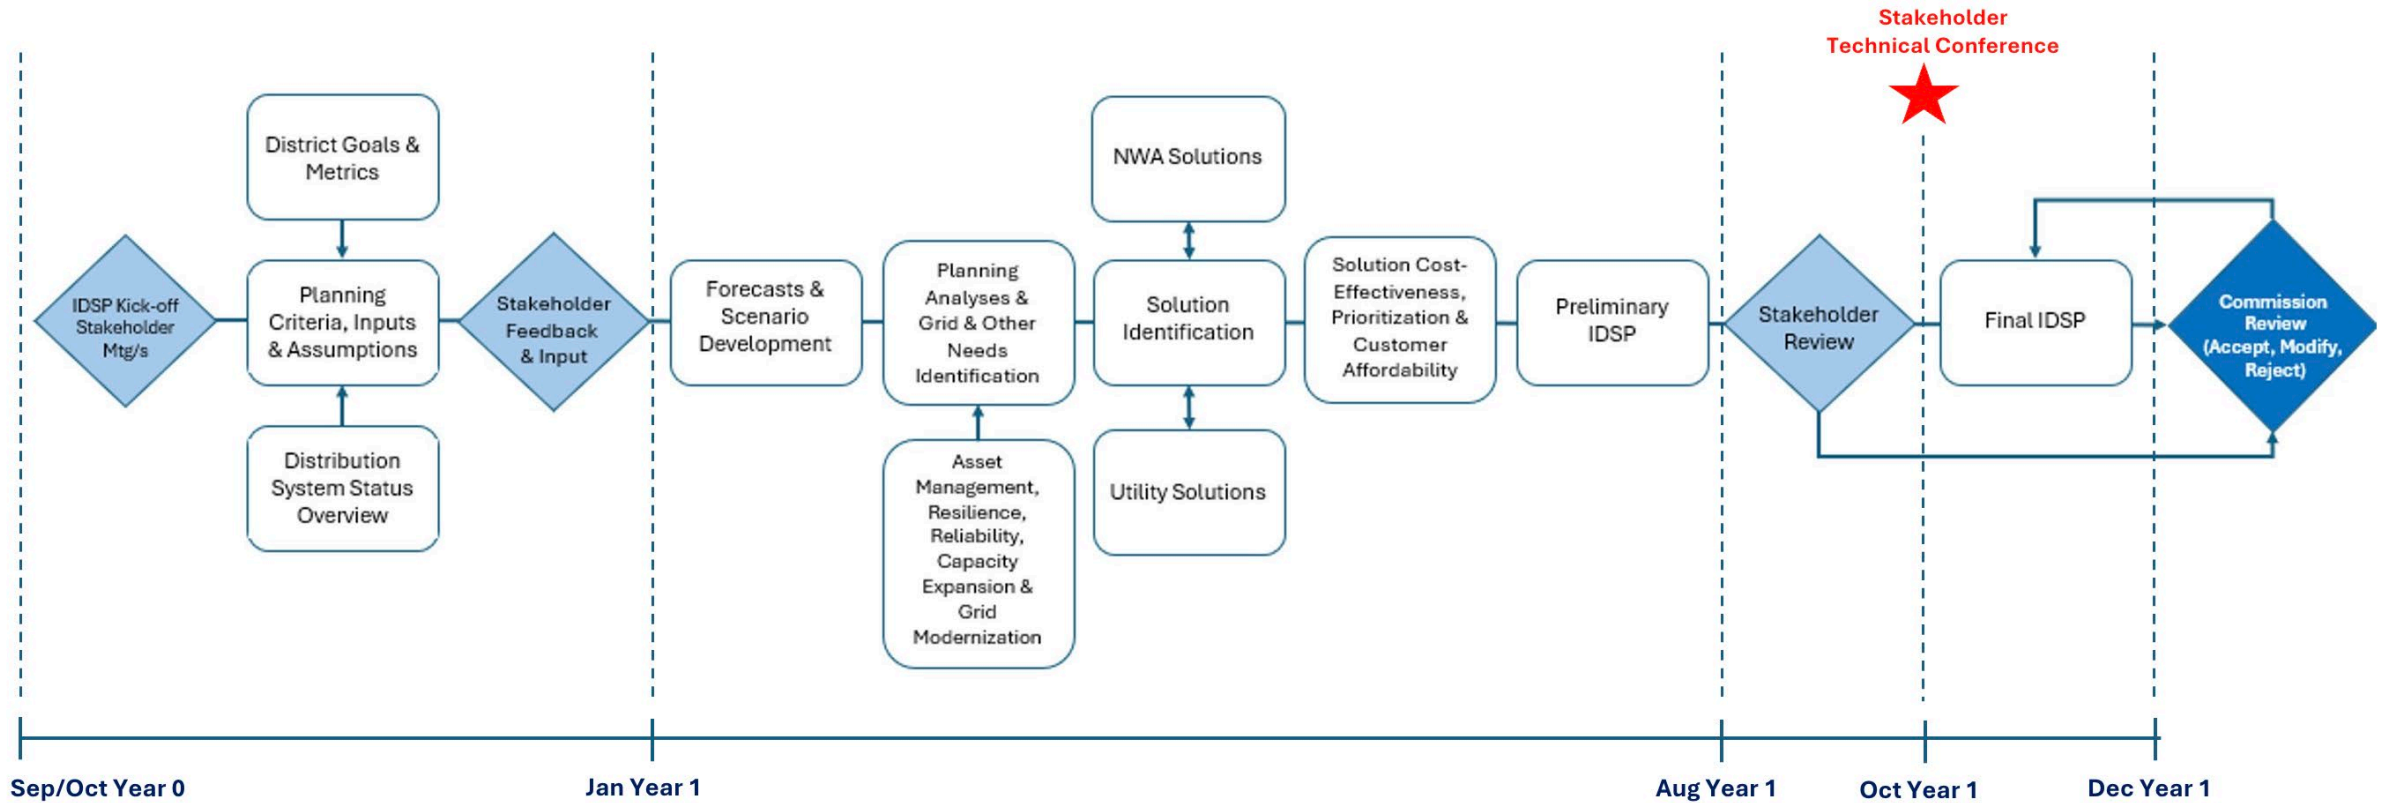 Stakeholder
Technical Conference
District Goals &
Metrics
IDSP Kick-off
Stakeholder
Mtg/s
Planning
Criteria, Inputs
& Assumptions
Distribution
System Status
Overview
Stakeholder
Feedback
& Input
Forecasts &
Scenario
Development
Planning
Analyses &
Grid & Other
Needs
Identification
Asset
Management,
Resilience,
Reliability,
Capacity
Expansion &
Grid
Modernization
NWA Solutions
Solution
Identification
Utility Solutions
Solution Cost-
Effectiveness,
Prioritization &
Customer
Affordability
Preliminary
IDSP
Stakeholder
Review
Final IDSP
Commission
Review
(Accept, Modify,
Reject)
Sep/Oct Year 0
Jan Year 1
Aug Year 1
Oct Year 1
Dec Year 1